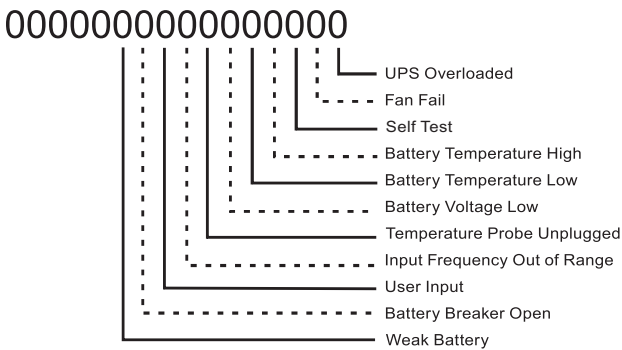 0000000000000000
UPS Overloaded
Fan Fail
Self Test
Battery Temperature High
Battery Temperature Low
Battery Voltage Low
Temperature Probe Unplugged
Input Frequency Out of Range
User Input
Battery Breaker Open
Weak Battery